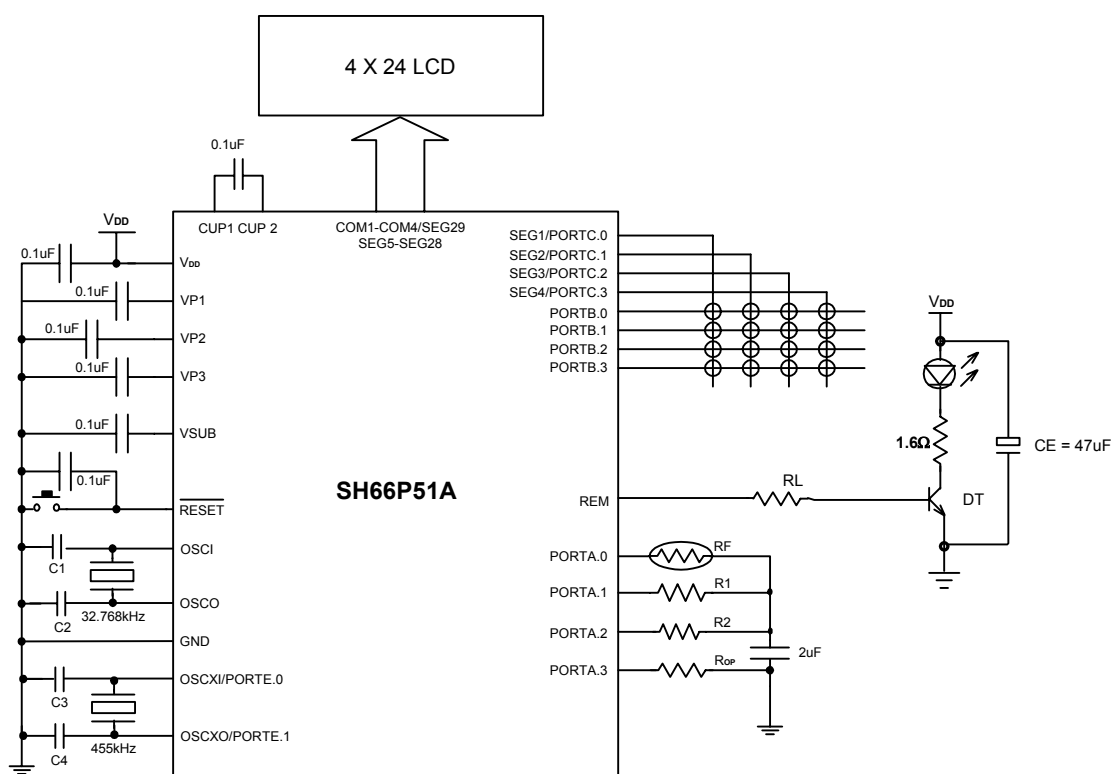 4 X 24 LCD
0.1uF
CUP1 CUP 2
COM1-COM4/SEG29
SEG5-SEG28
VDD
0.1uF
VDD
0.1uF
VP1
0.1uF
VP2
0.1uF
VP3
0.1uF
VSUB
0.1uF
RESET
C1
OSCI
C2
32.768kHz
OSCO
GND
C3
OSCXI/PORTE.0
C4
455kHz
OSCXO/PORTE.1
SH66P51A
SEG1/PORTC.0
SEG2/PORTC.1
SEG3/PORTC.2
SEG4/PORTC.3
PORTB.0
PORTB.1
PORTB.2
PORTB.3
VDD
1.6Ω
CE = 47uF
REM
RL
DT
PORTA.0
RF
PORTA.1
R1
PORTA.2
R2
PORTA.3
ROP
2uF